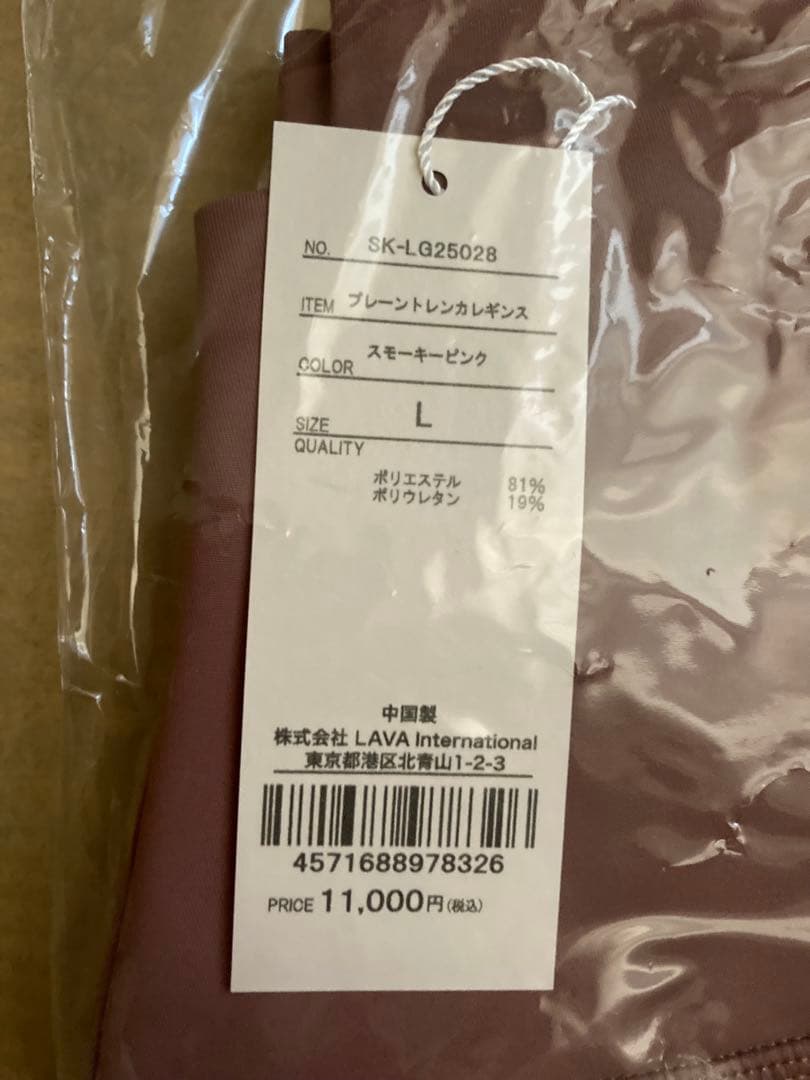 NO. SK-LG25028
ITEM プレーントレンカレギンス
COLOR スモーキーピンク
SIZE L
QUALITY
ポリエステル 81%
ポリウレタン 19%
中国製
株式会社 LAVA International
東京都港区北青山1-2-3
4571688978326
PRICE 11,000円(税込)